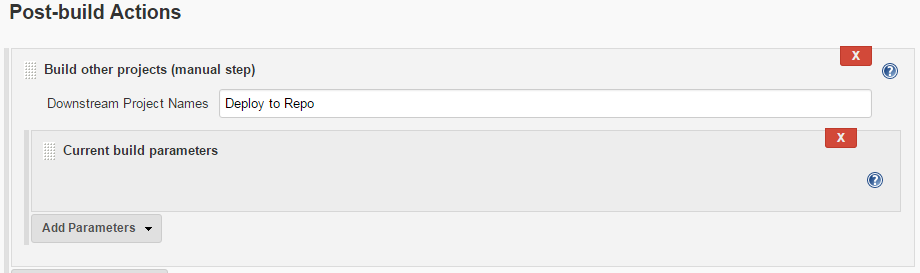 Post-build Actions
X
Build other projects (manual step)
?
Downstream Project Names Deploy to Repo
X
Current build parameters
?
Add Parameters